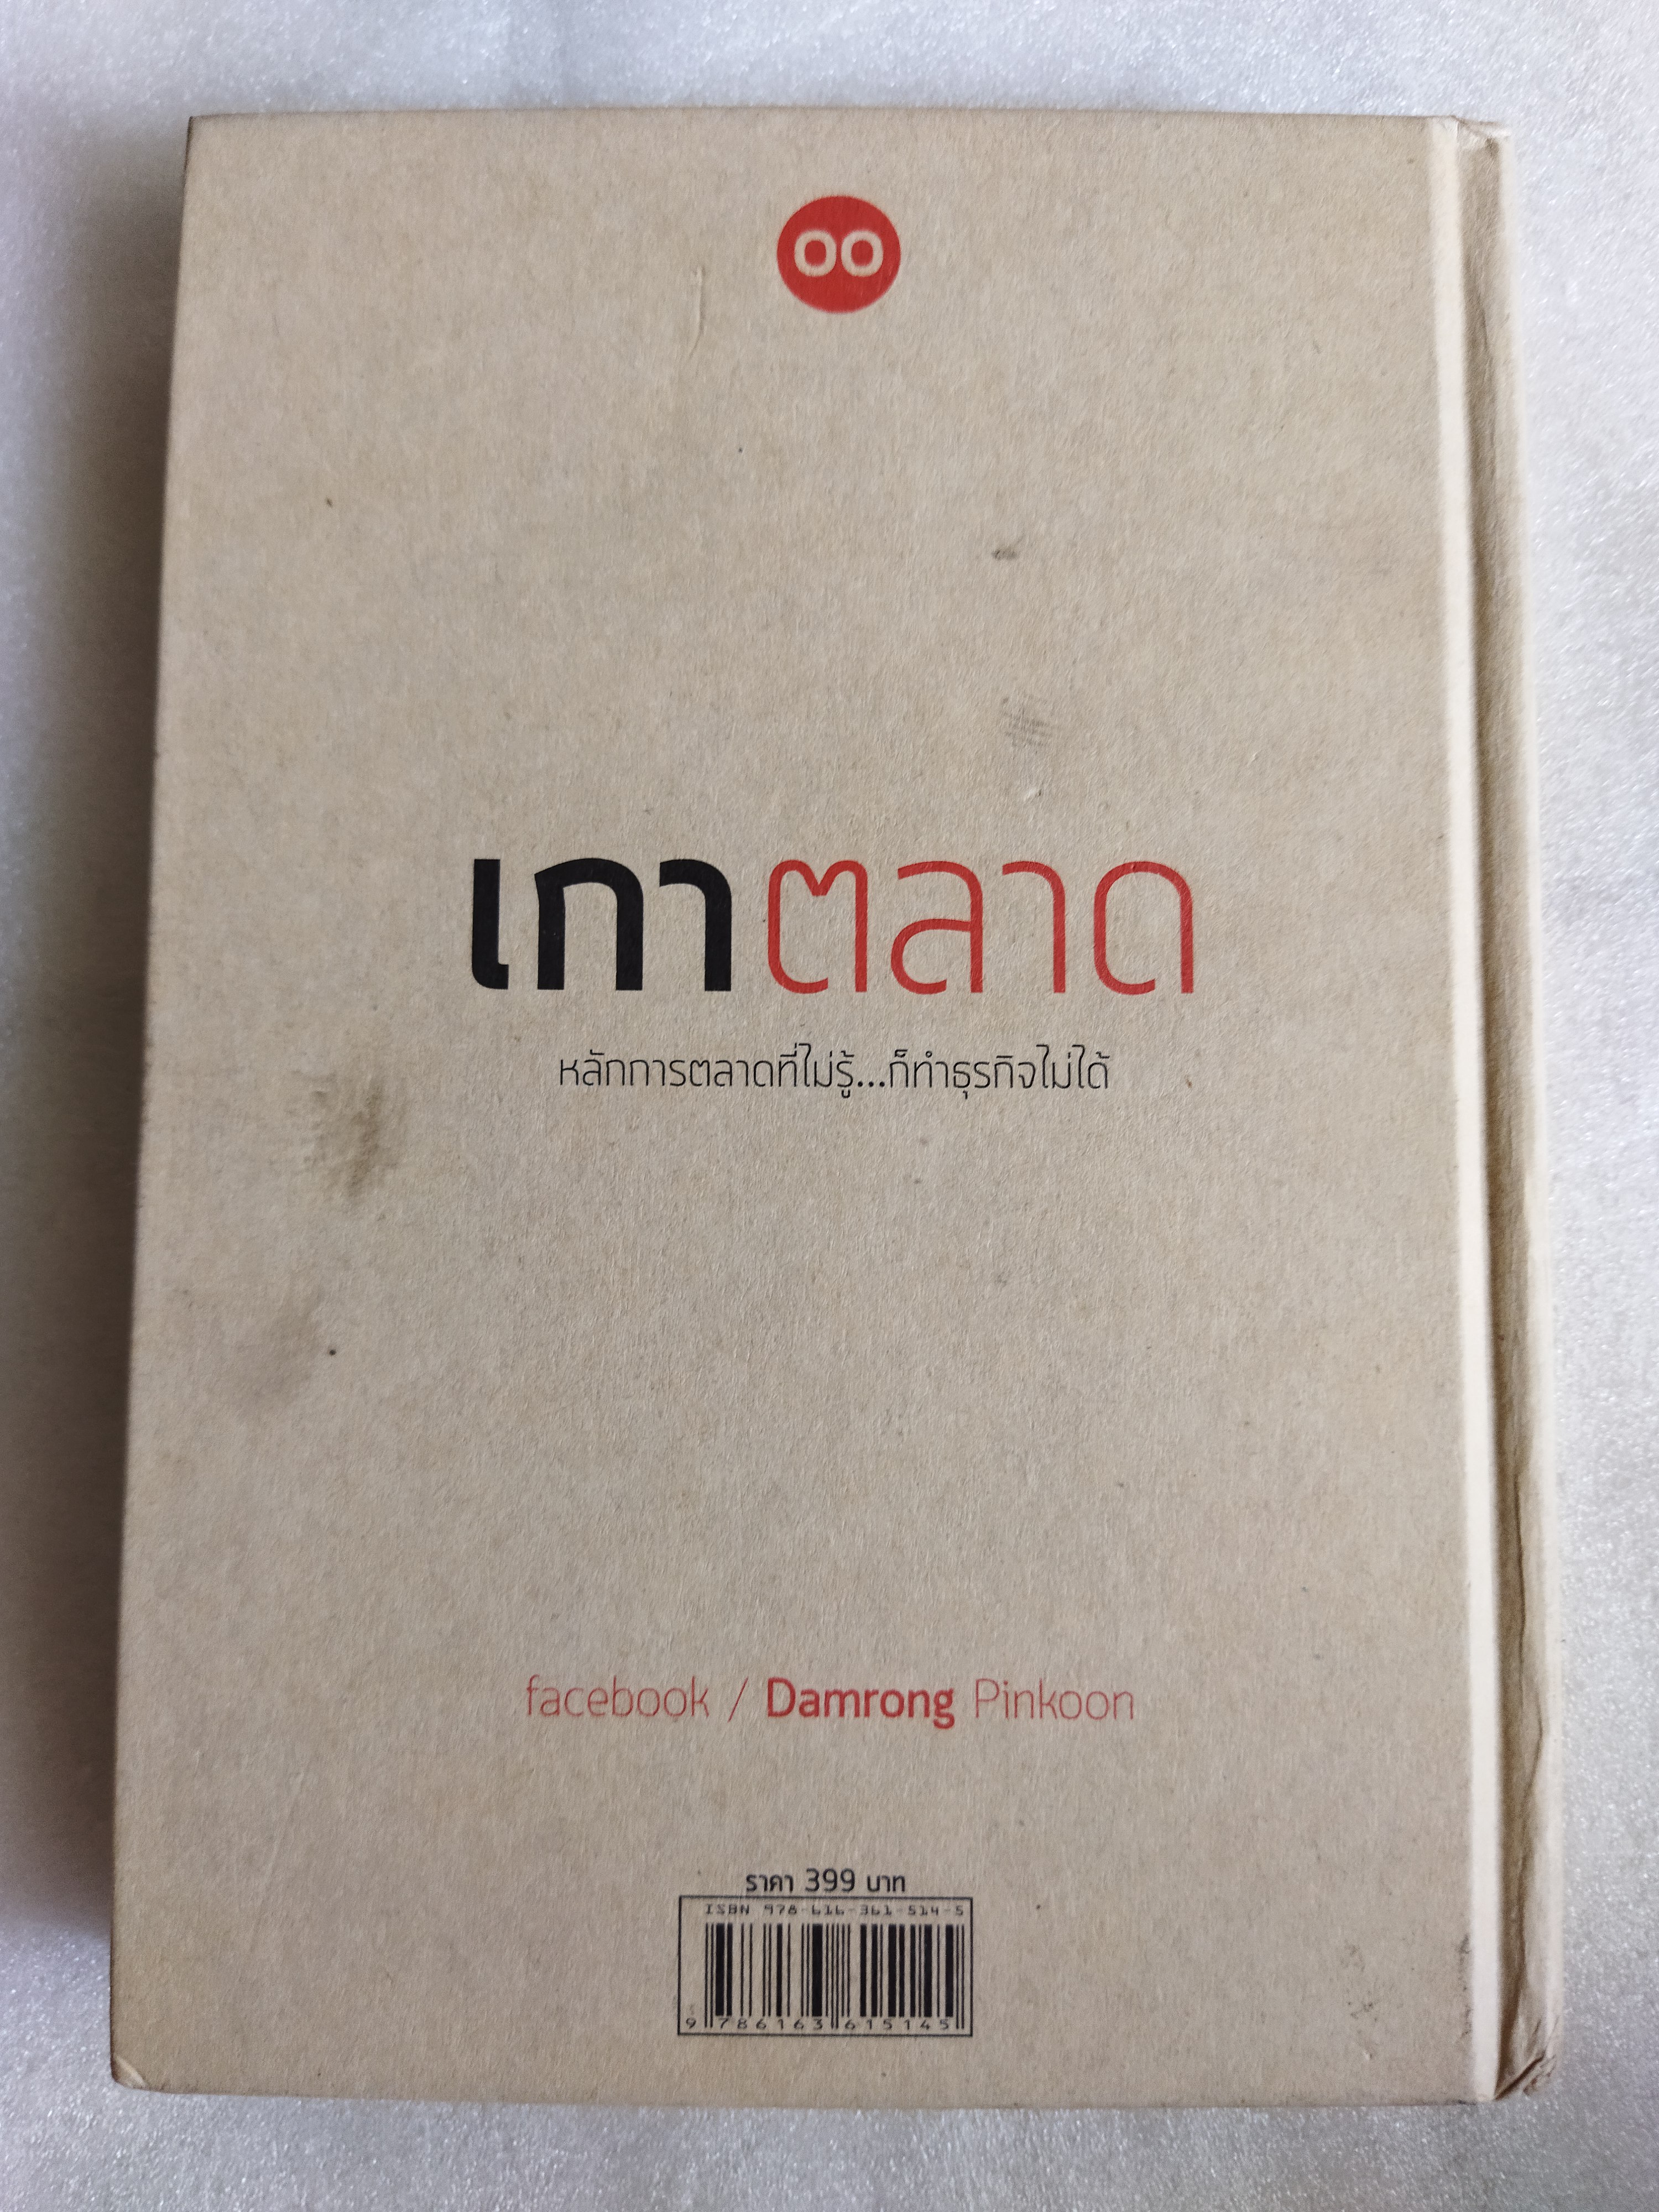 OO
เกาตลาด
หลักการตลาดที่ไม่รู้...ก็ทำธุรกิจไม่ได้
facebook / Damrong Pinkoon
ราคา 399 บาท
ISBN 978-616-361-514-5
9 786163 615145